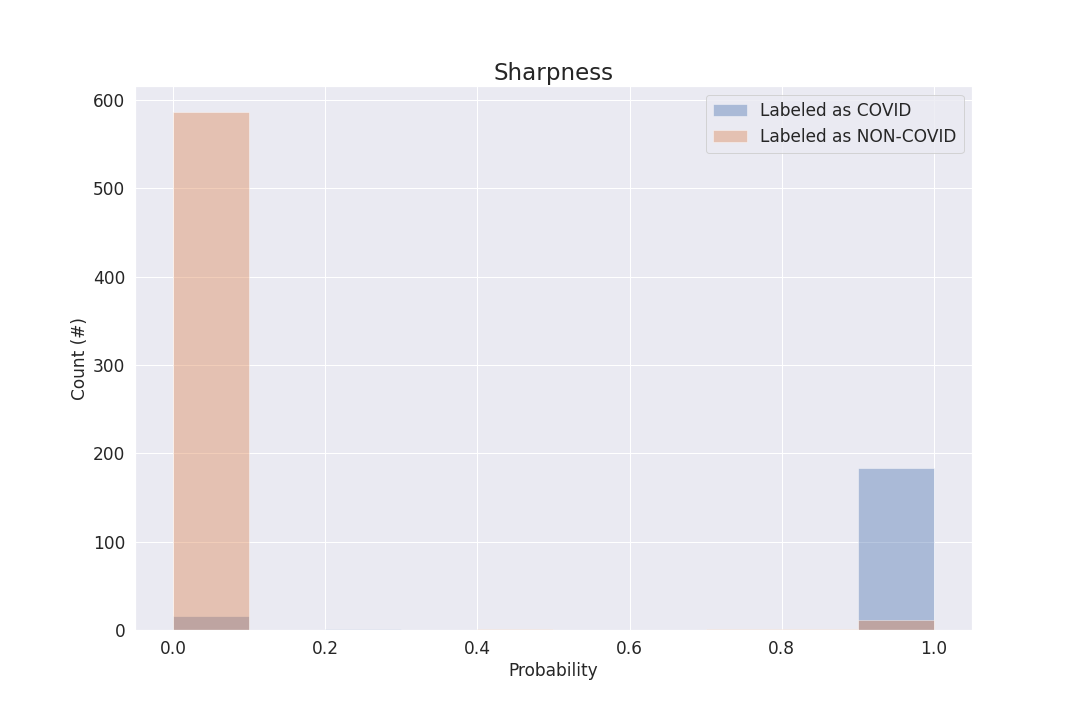 Sharpness
Labeled as COVID
Labeled as NON-COVID
600
500
400
300
200
100
0
Count (#)
0.0 0.2 0.4 0.6 0.8 1.0
Probability